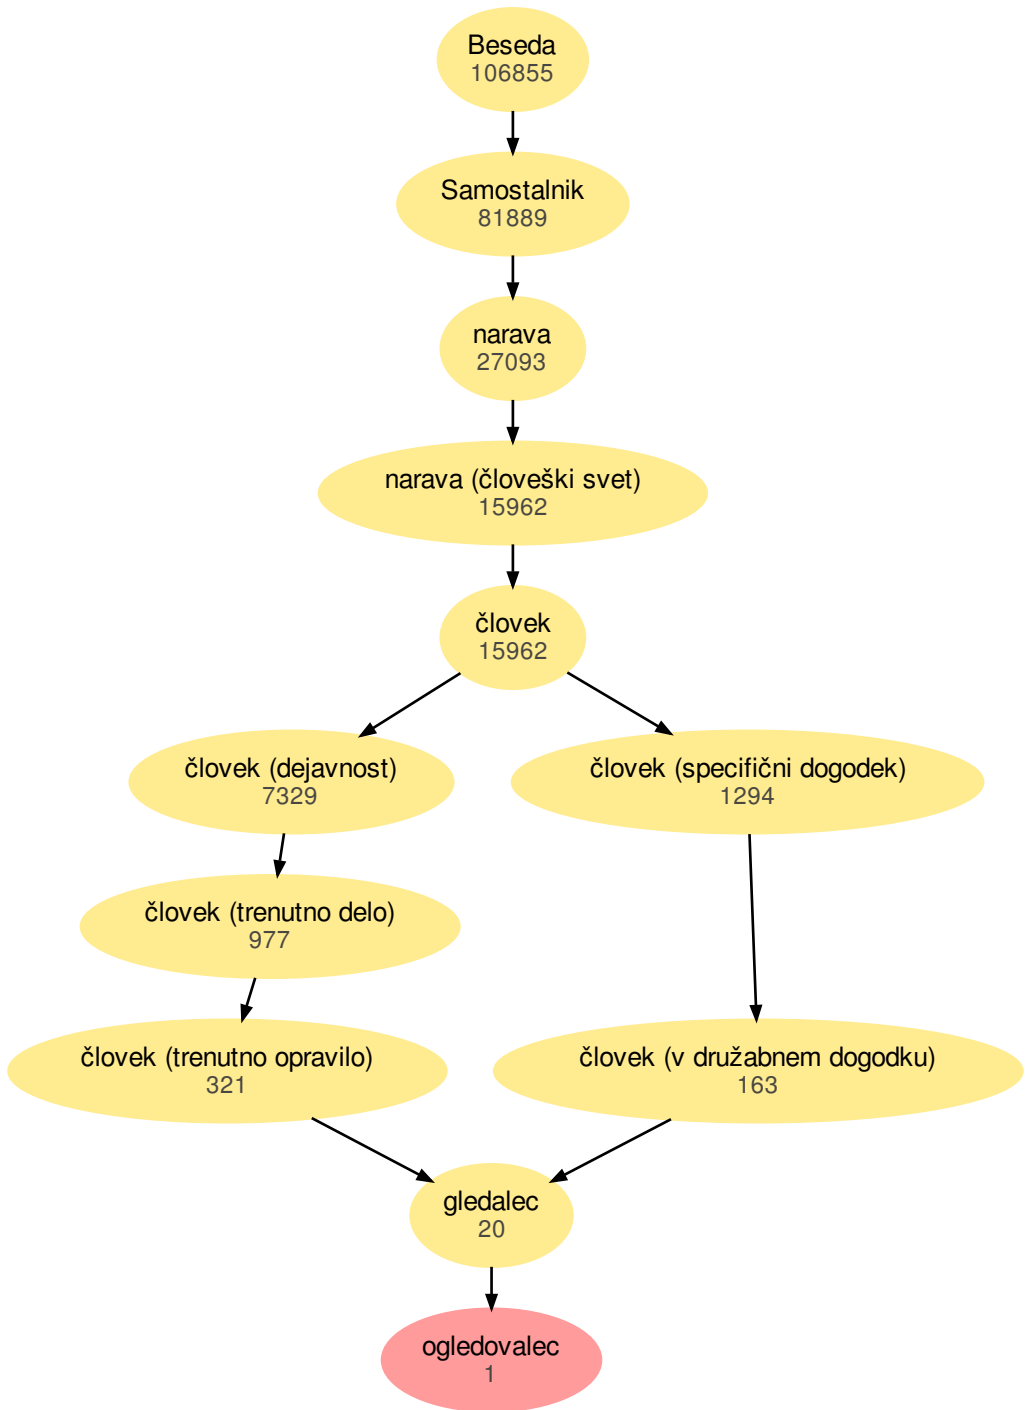 Beseda
106855
Samostalnik
81889
narava
27093
narava (človeški svet)
15962
človek
15962
človek (dejavnost)
7329
človek (specifični dogodek)
1294
človek (trenutno delo)
977
človek (trenutno opravilo)
321
človek (v družabnem dogodku)
163
gledalec
20
ogledovalec
1